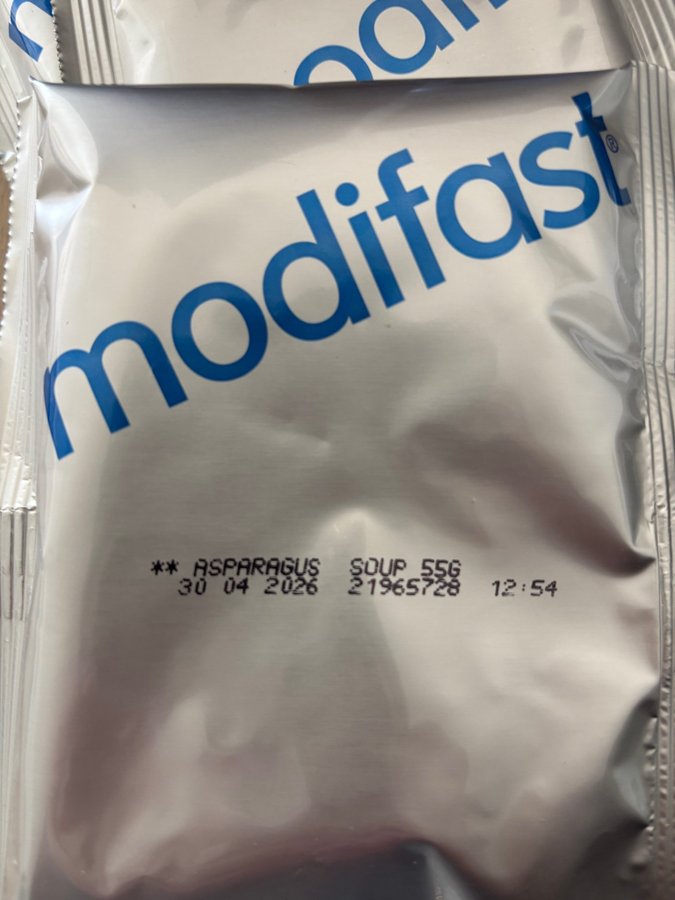 modifast®
** ASPARAGUS SOUP 55G
30 04 2026 21965728 12:54